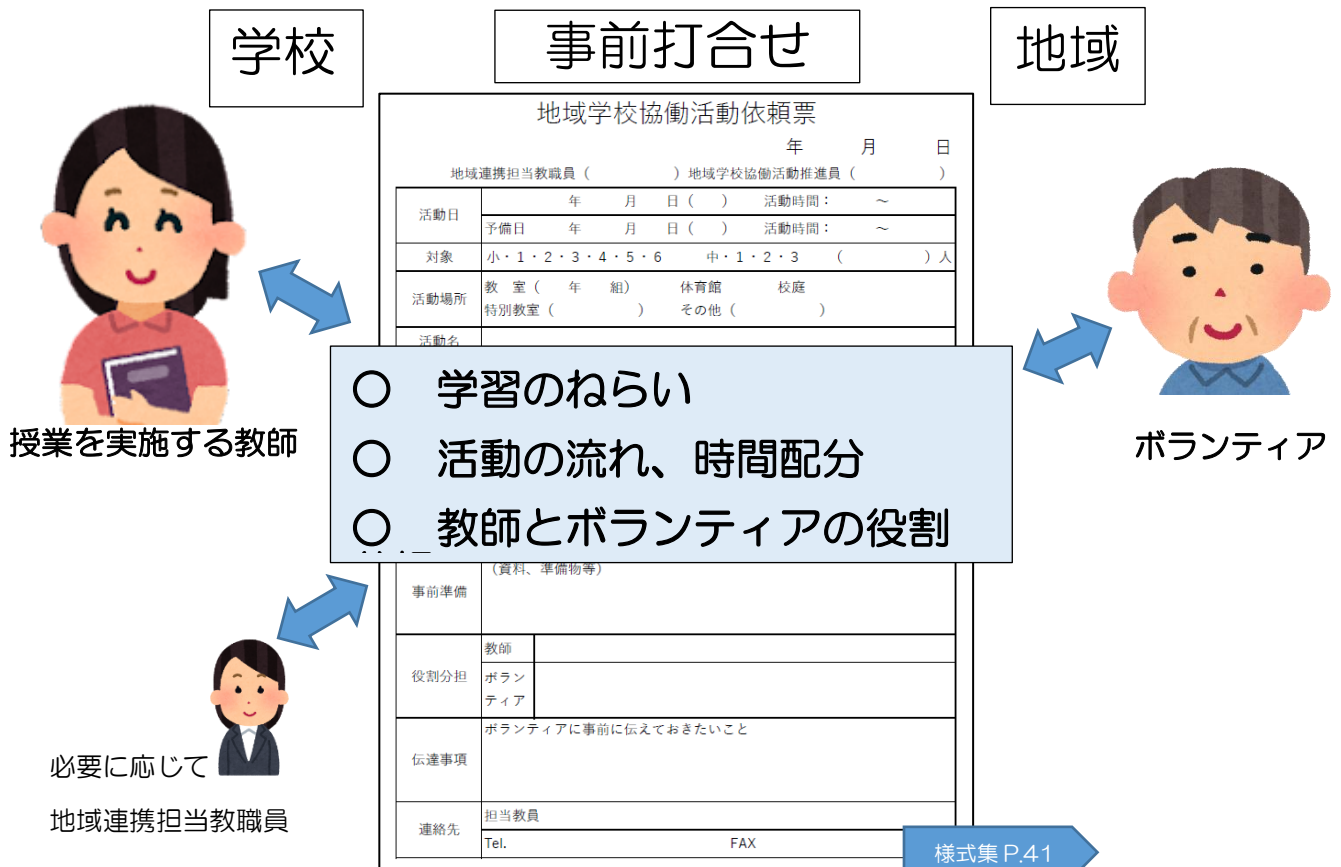 学校
事前打合せ
地域
地域学校協働活動依頼票
年 月 日
地域連携担当教職員（ ）地域学校協働活動推進員（ ）
活動日
年 月 日（ ） 活動時間： ～
予備日 年 月 日（ ） 活動時間： ～
対象
小・1・2・3・4・5・6 中・1・2・3 （ ）人
活動場所
教 室（ 年 組） 体育館 校庭
特別教室（ ） その他（ ）
活動名
〇 学習のねらい
〇 活動の流れ、時間配分
〇 教師とボランティアの役割
授業を実施する教師
ボランティア
事前準備
（資料、準備物等）
役割分担
教師
ボラン
ティア
伝達事項
ボランティアに事前に伝えておきたいこと
必要に応じて
地域連携担当教職員
連絡先
担当教員
Tel. FAX
様式集 P.41